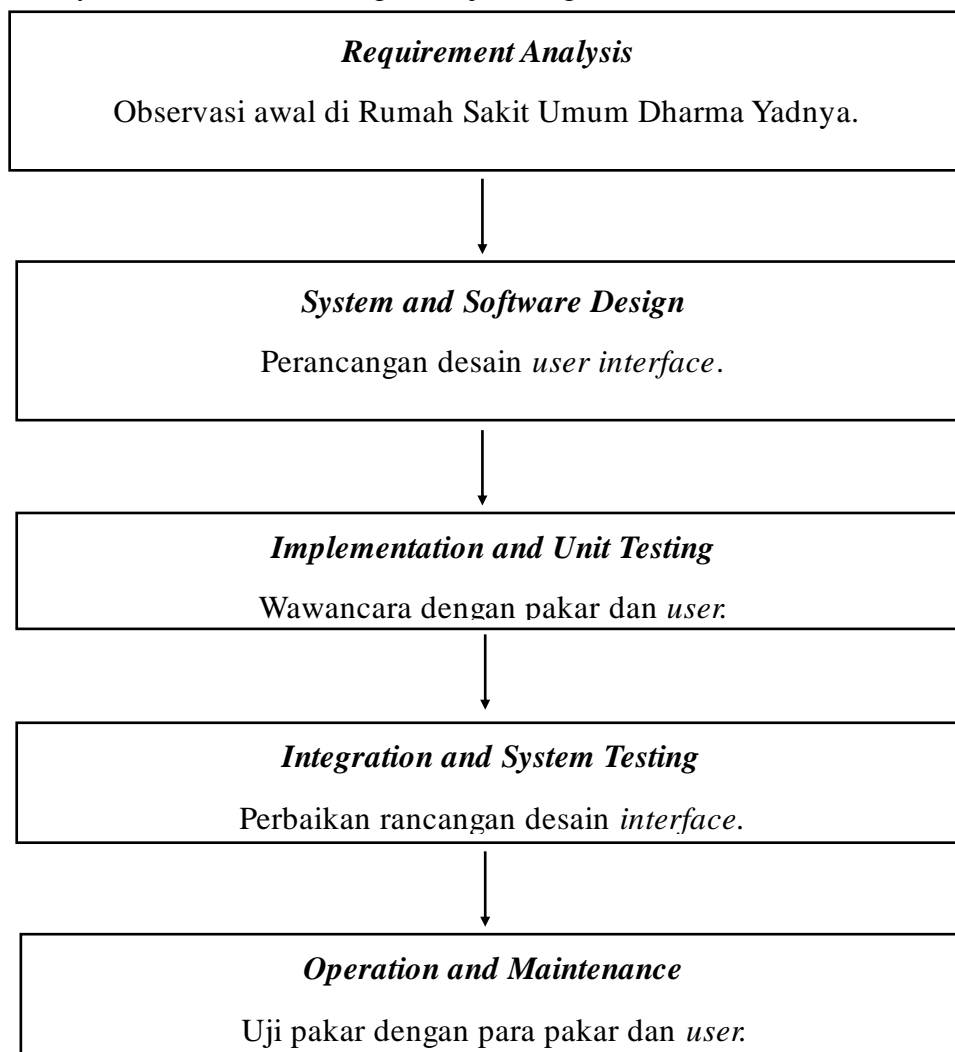 Requirement Analysis
Observasi awal di Rumah Sakit Umum Dharma Yadnya.
System and Software Design
Perancangan desain user interface.
Implementation and Unit Testing
Wawancara dengan pakar dan user.
Integration and System Testing
Perbaikan rancangan desain interface.
Operation and Maintenance
Uji pakar dengan para pakar dan user.